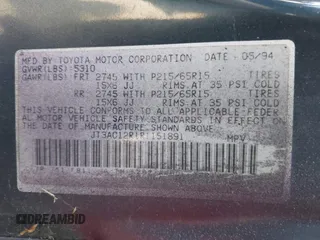 MFD BY TOYOTA MOTOR CORPORATION DATE - 05/94
GVWR(LBS) 5310
GAWR(LBS) FRT 2745 WITH P215/65R15 TIRES
15X6 JJ RIMS AT 35 PSI COLD
RR 2745 WITH P215/65R15 TIRES
15X6 JJ RIMS AT 35 PSI COLD
THIS VEHICLE CONFORMS TO ALL APPLICABLE FEDER
AL MOTOR VEHICLE SAFETY STANDARDS IN EFFECT
ON THE DATE OF MANUFACTURE SHOWN ABOVE.
MPV
DREAMBID